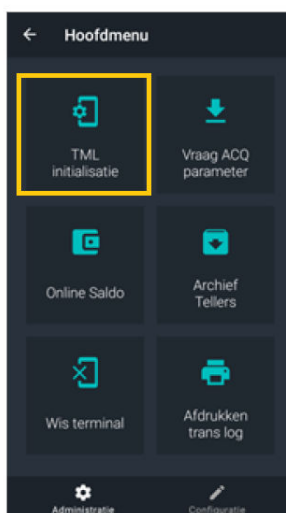 Hoofdmenu
TML
initialisatie
Vraag ACQ
parameter
Online Saldo
Archief
Tellers
Wis terminal
Afdrukken
trans log
Administratie
Configuratie